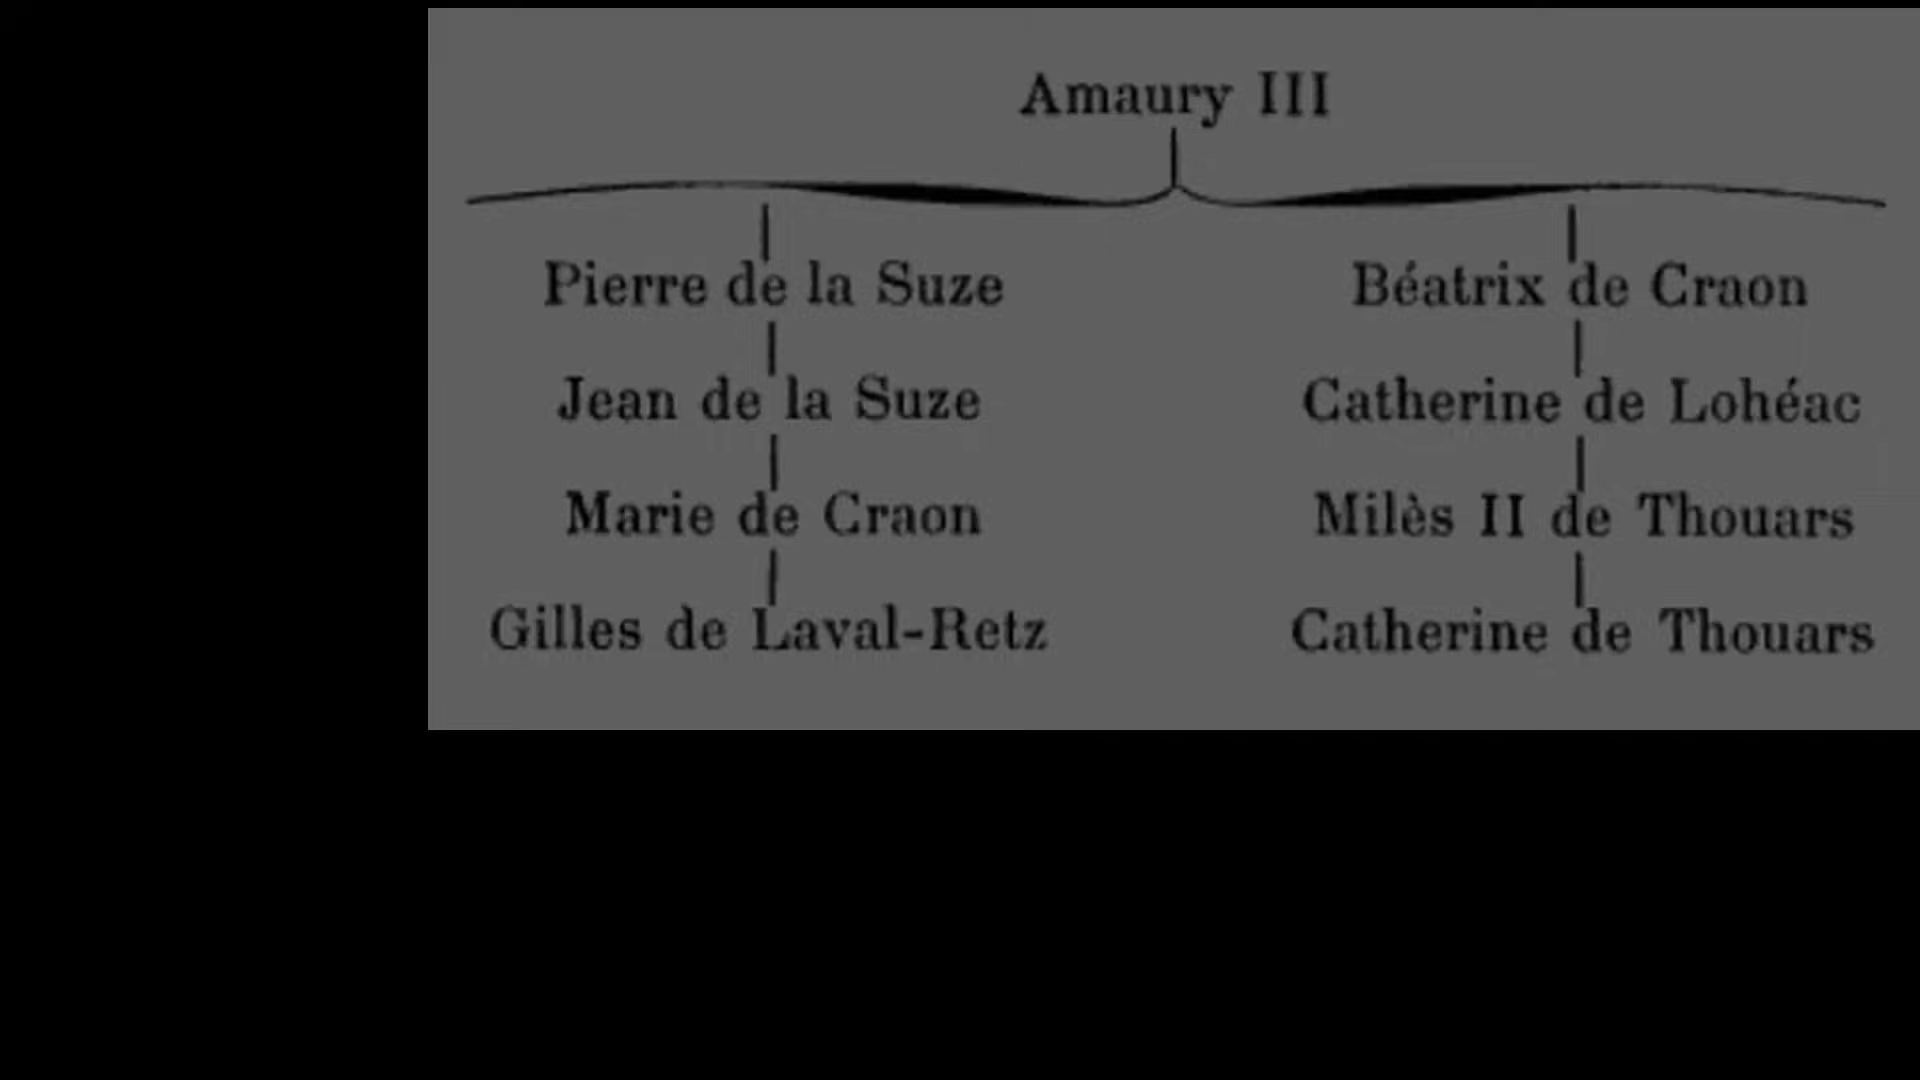 Amaury III
Pierre de la Suze
Béatrix de Craon
Jean de la Suze
Catherine de Lohéac
Marie de Craon
Milès II de Thouars
Gilles de Laval-Retz
Catherine de Thouars